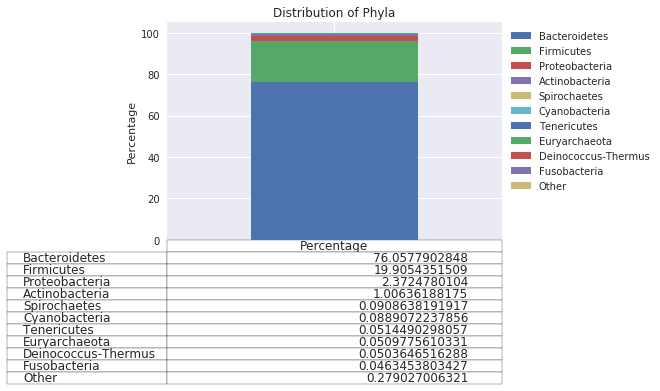 Distribution of Phyla
100
80
60
40
20
0
Percentage
Bacteroidetes
Firmicutes
Proteobacteria
Actinobacteria
Spirochaetes
Cyanobacteria
Tenericutes
Euryarchaeota
Deinococcus-Thermus
Fusobacteria
Other
Percentage
Bacteroidetes 76.0577902848
Firmicutes 19.9054351509
Proteobacteria 2.3724780104
Actinobacteria 1.00636188175
Spirochaetes 0.0908638191917
Cyanobacteria 0.0889072237856
Tenericutes 0.0514490298057
Euryarchaeota 0.0509775610331
Deinococcus-Thermus 0.0503646516288
Fusobacteria 0.0463453803427
Other 0.279027006321